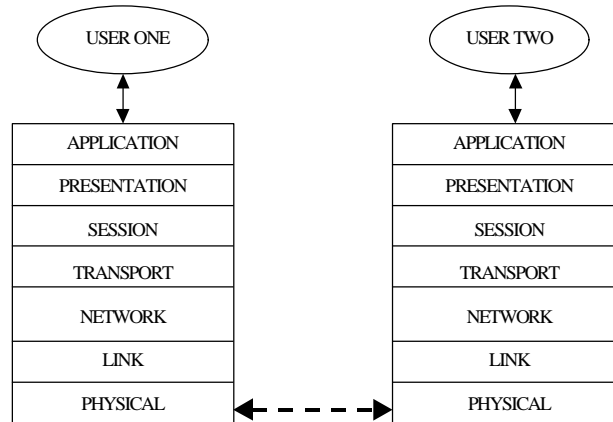 USER ONE
USER TWO
APPLICATION
PRESENTATION
SESSION
TRANSPORT
NETWORK
LINK
PHYSICAL
APPLICATION
PRESENTATION
SESSION
TRANSPORT
NETWORK
LINK
PHYSICAL